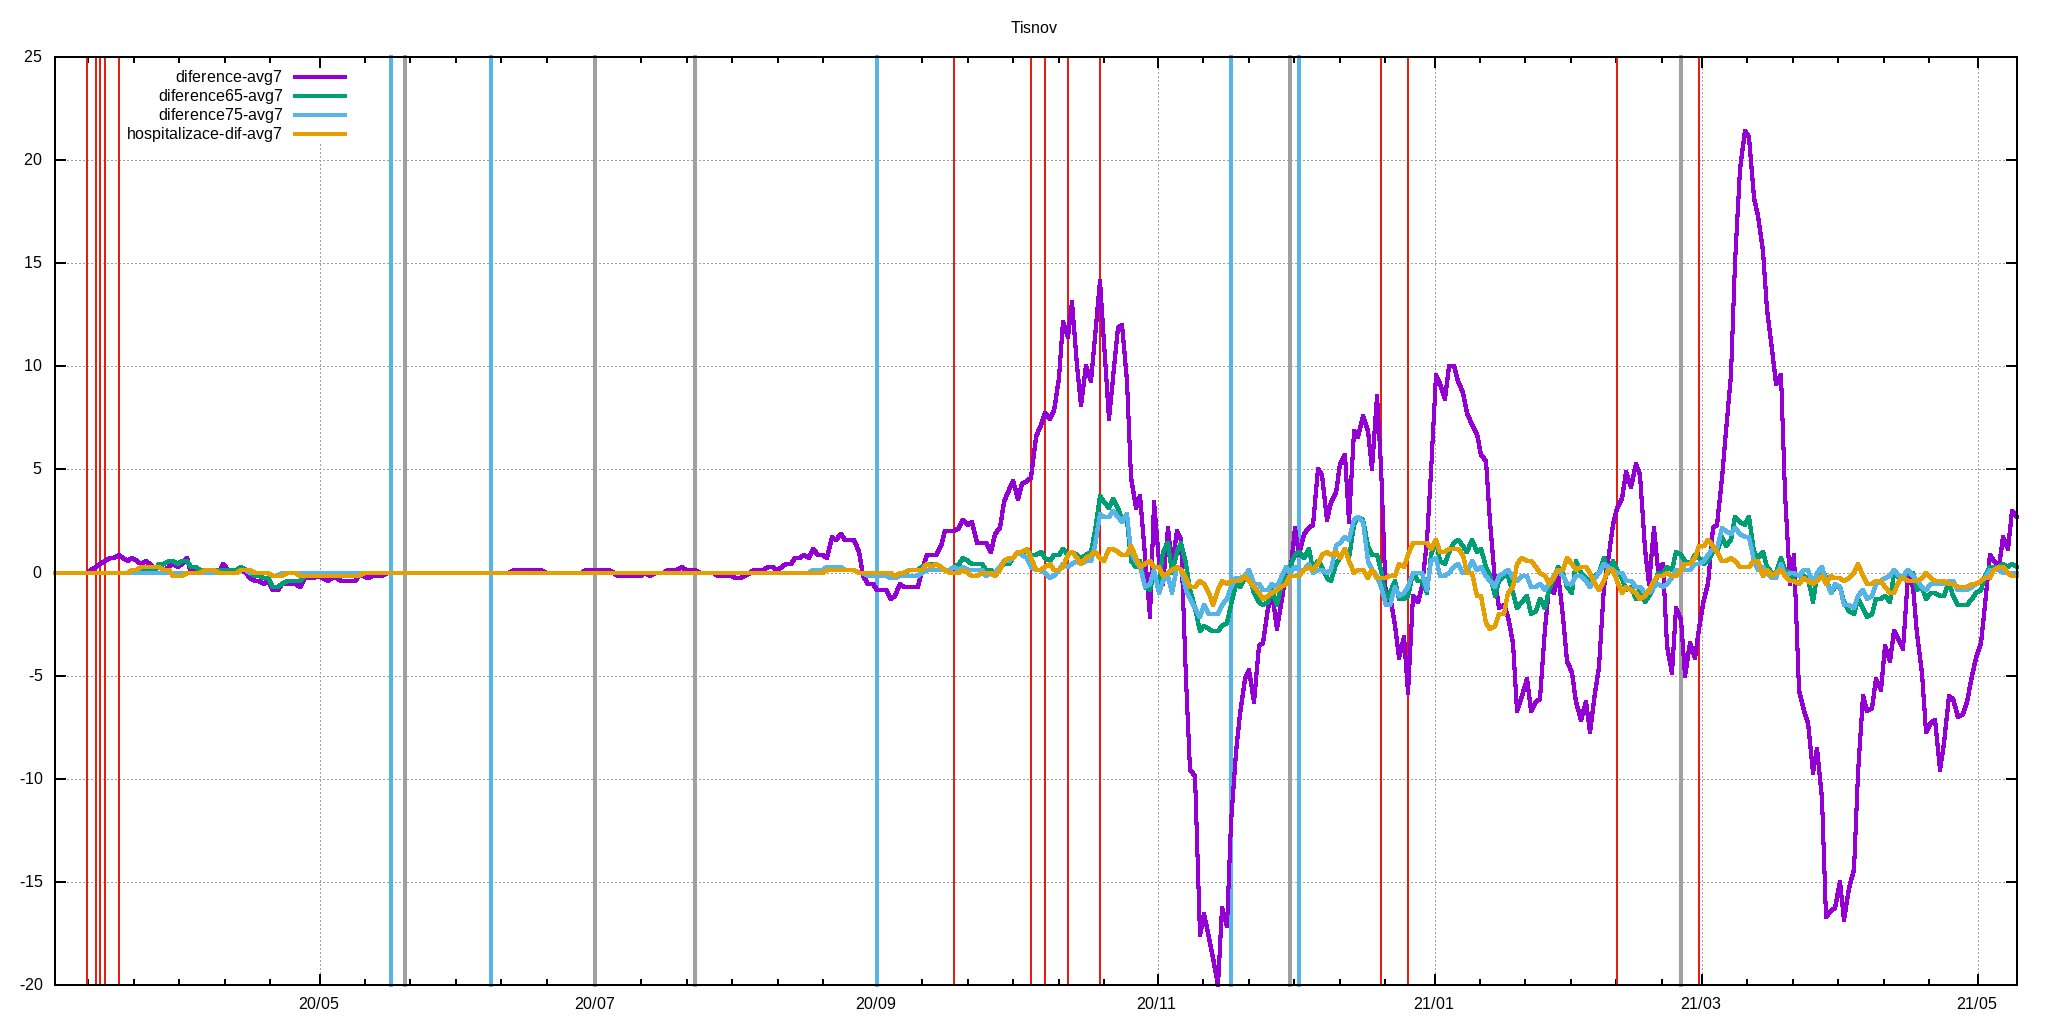 Tisnov
25
20
15
10
5
0
-5
-10
-15
-20
diference-avg7
diference65-avg7
diference75-avg7
hospitalizace-dif-avg7
20/05 20/07 20/09 20/11 21/01 21/03 21/05